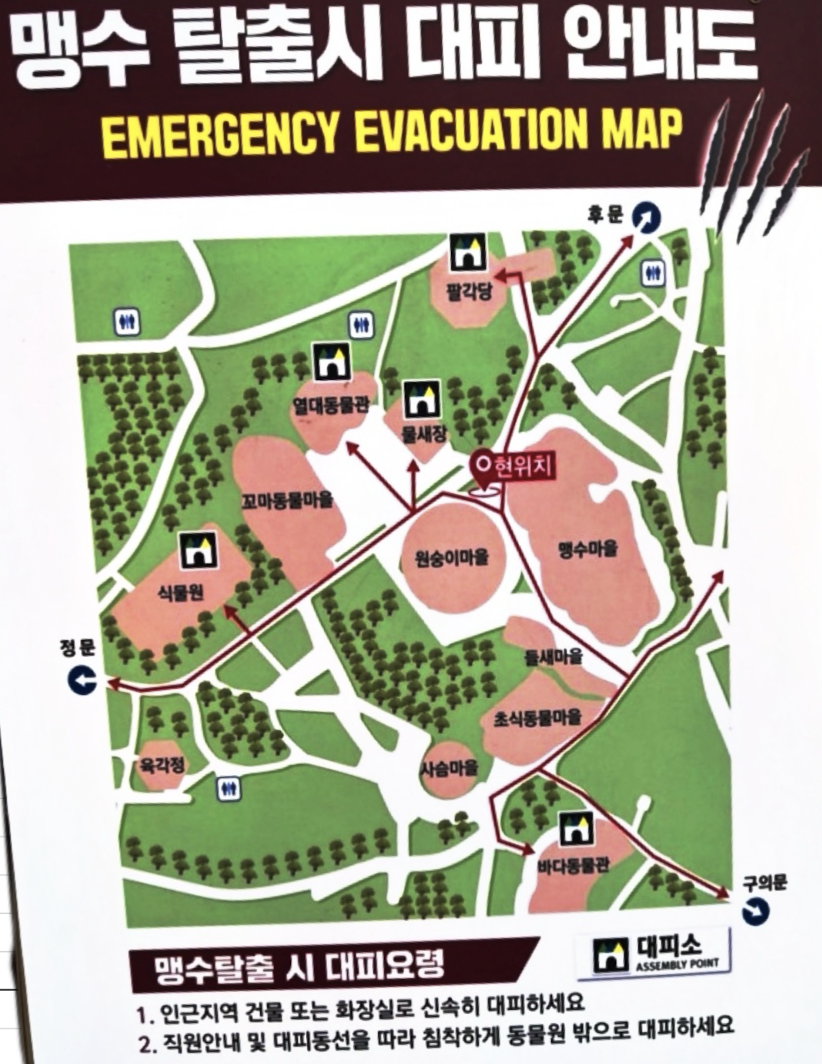 맹수 탈출시 대피 안내도
EMERGENCY EVACUATION MAP
후문
팔각당
열대동물관
물새장
현위치
꼬마동물마을
원숭이마을
맹수마을
식물원
정문
들새마을
초식동물마을
육각정
사슴마을
바다동물관
구의문
맹수탈출 시 대피요령
대피소
ASSEMBLY POINT
1. 인근지역 건물 또는 화장실로 신속히 대피하세요
2. 직원안내 및 대피동선을 따라 침착하게 동물원 밖으로 대피하세요